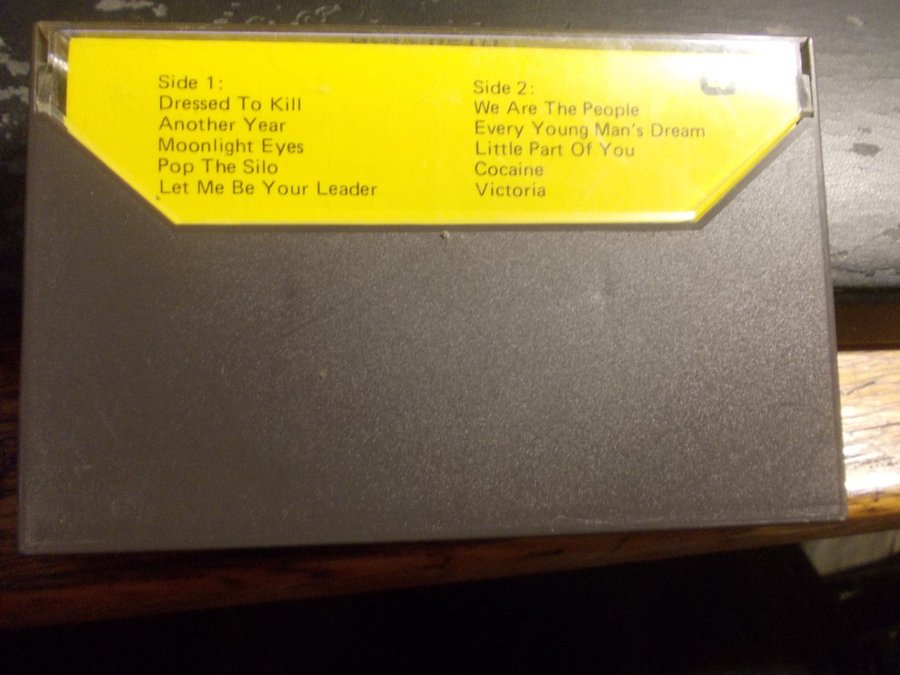 Side 1:
Dressed To Kill
Another Year
Moonlight Eyes
Pop The Silo
Let Me Be Your Leader
Side 2:
We Are The People
Every Young Man's Dream
Little Part Of You
Cocaine
Victoria